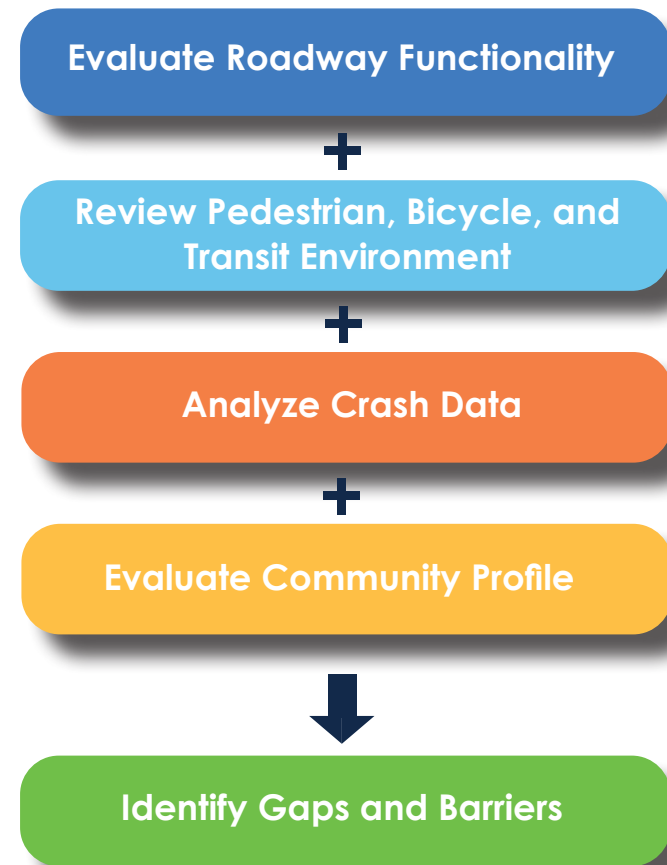 Evaluate Roadway Functionality
+
Review Pedestrian, Bicycle, and
Transit Environment
+
Analyze Crash Data
+
Evaluate Community Profile
Identify Gaps and Barriers